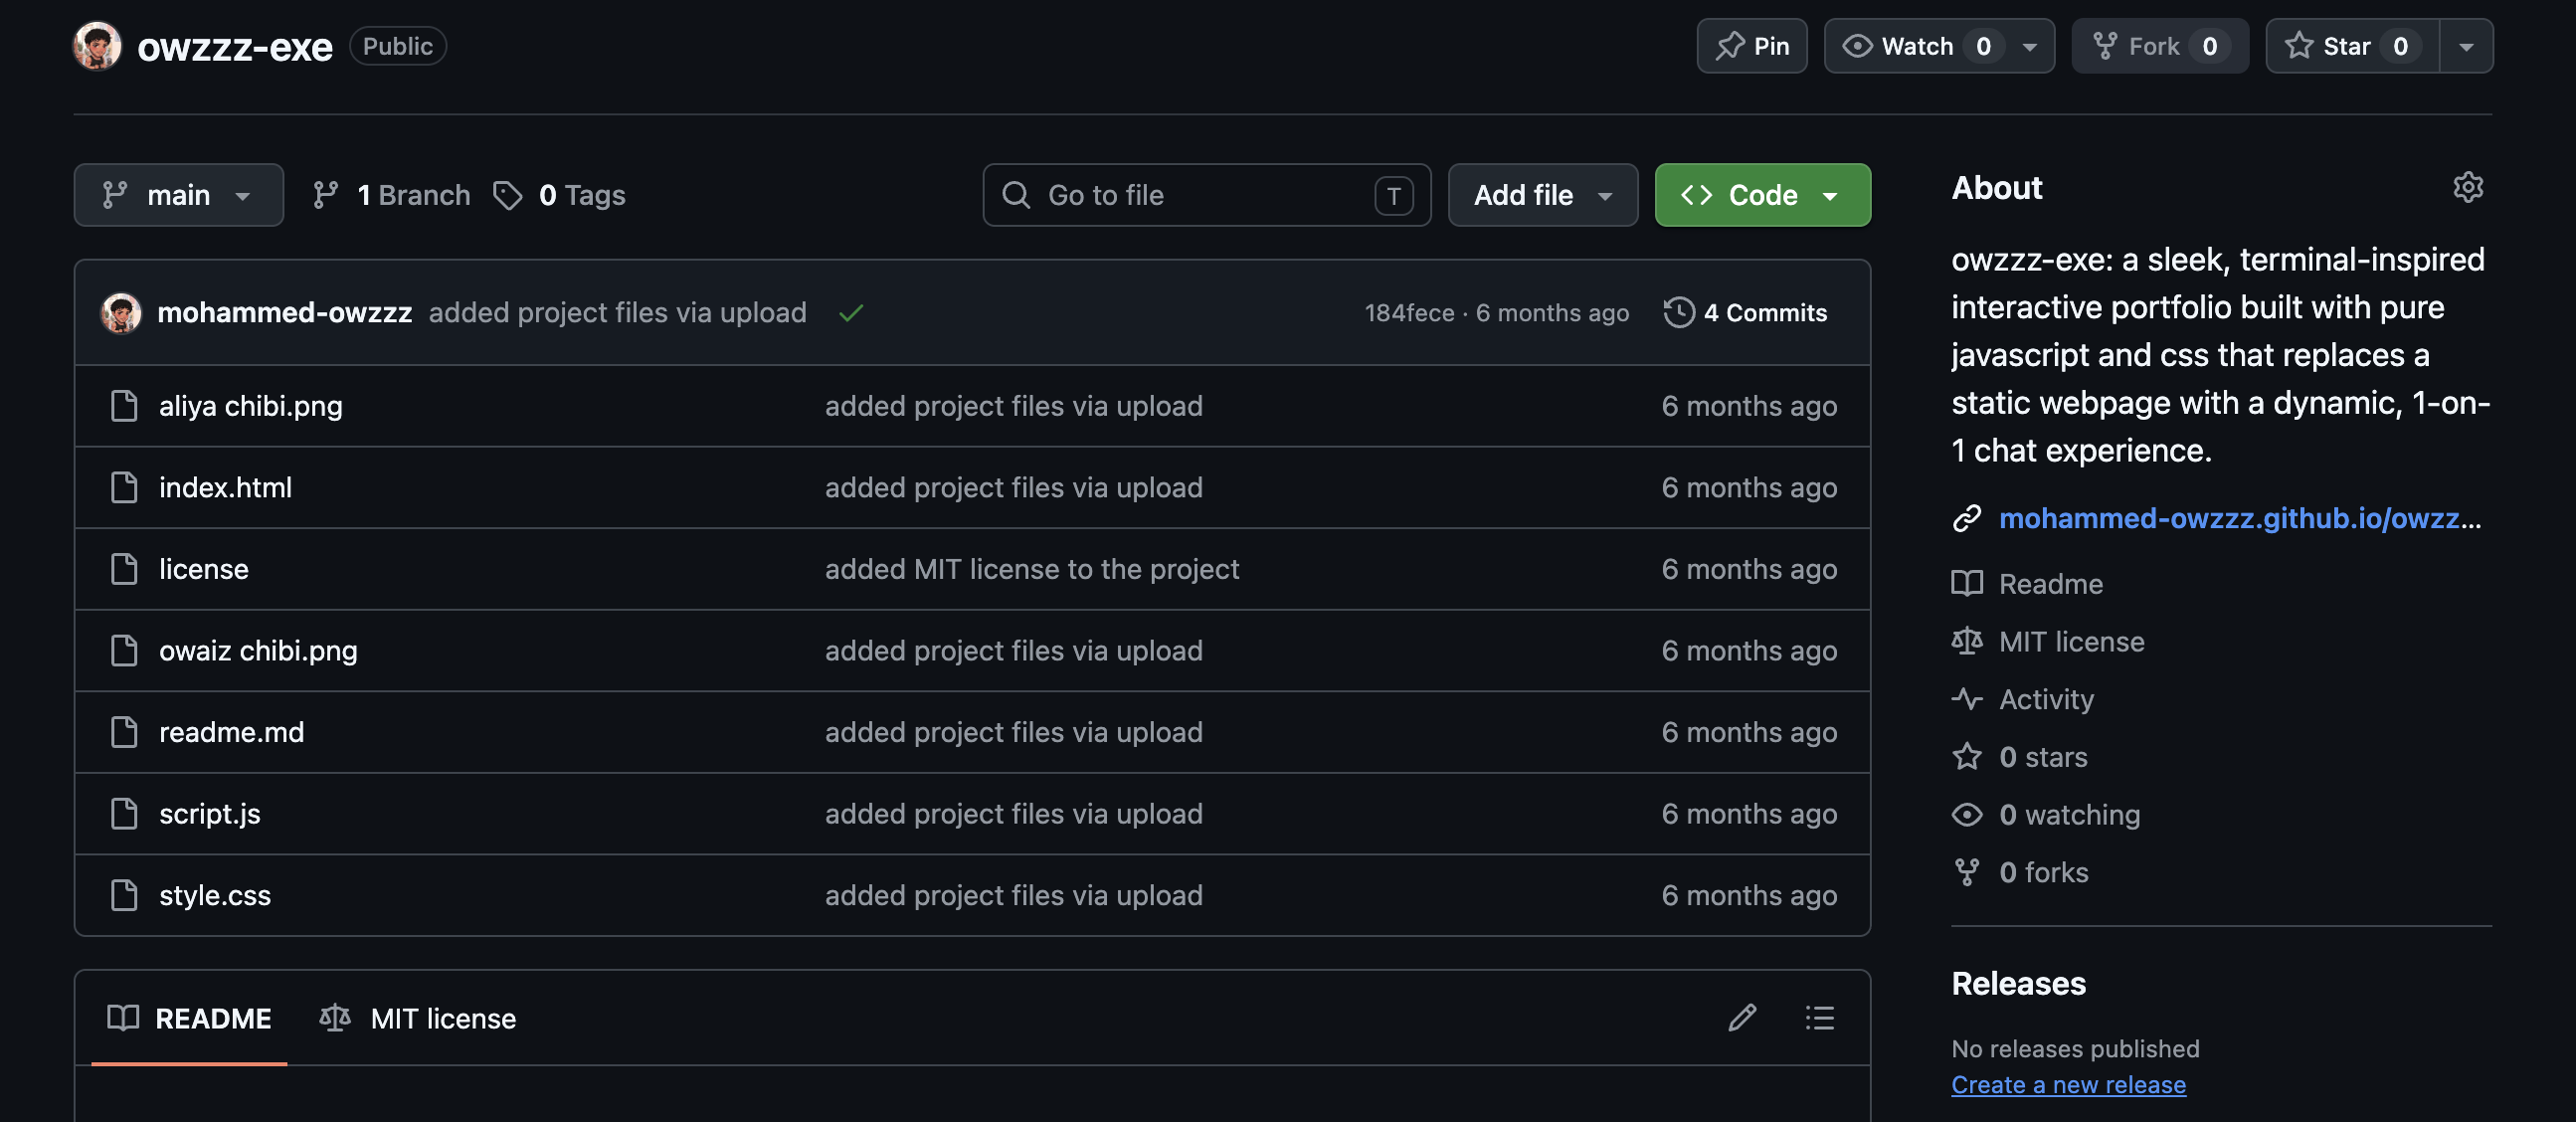 owzzz-exe Public Pin Watch 0 Fork 0 Star 0
main 1 Branch 0 Tags Go to file T Add file Code
mohammed-owzzz added project files via upload 184fece · 6 months ago 4 Commits
aliya chibi.png added project files via upload 6 months ago
index.html added project files via upload 6 months ago
license added MIT license to the project 6 months ago
owaiz chibi.png added project files via upload 6 months ago
readme.md added project files via upload 6 months ago
script.js added project files via upload 6 months ago
style.css added project files via upload 6 months ago
README MIT license
About
owzzz-exe: a sleek, terminal-inspired
interactive portfolio built with pure
javascript and css that replaces a
static webpage with a dynamic, 1-on-
1 chat experience.
mohammed-owzzz.github.io/owzz...
Readme
MIT license
Activity
0 stars
0 watching
0 forks
Releases
No releases published
Create a new release